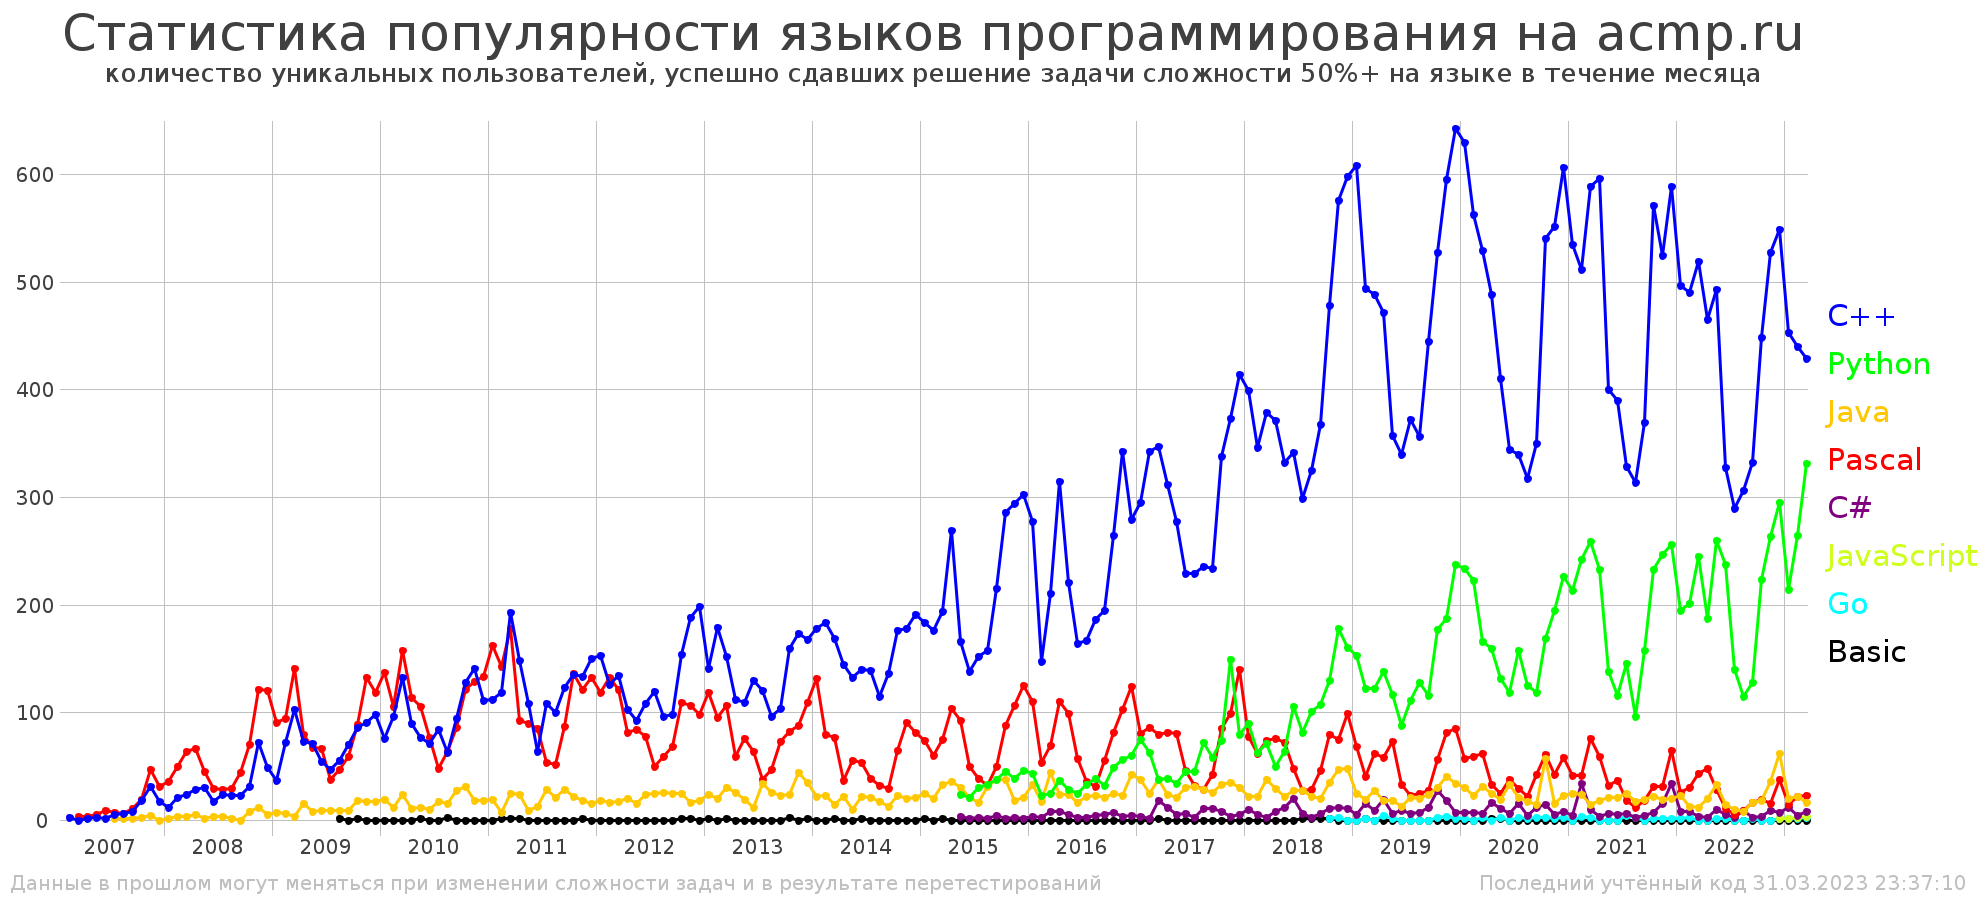 Статистика популярности языков программирования на acmp.ru
количество уникальных пользователей, успешно сдавших решение задачи сложности 50%+ на языке в течение месяца
600
500
400
300
200
100
0
C++
Python
Java
Pascal
C#
JavaScript
Go
Basic
2007 2008 2009 2010 2011 2012 2013 2014 2015 2016 2017 2018 2019 2020 2021 2022
Данные в прошлом могут меняться при изменении сложности задач и в результате перетестирований
Последний учтённый код 31.03.2023 23:37:10